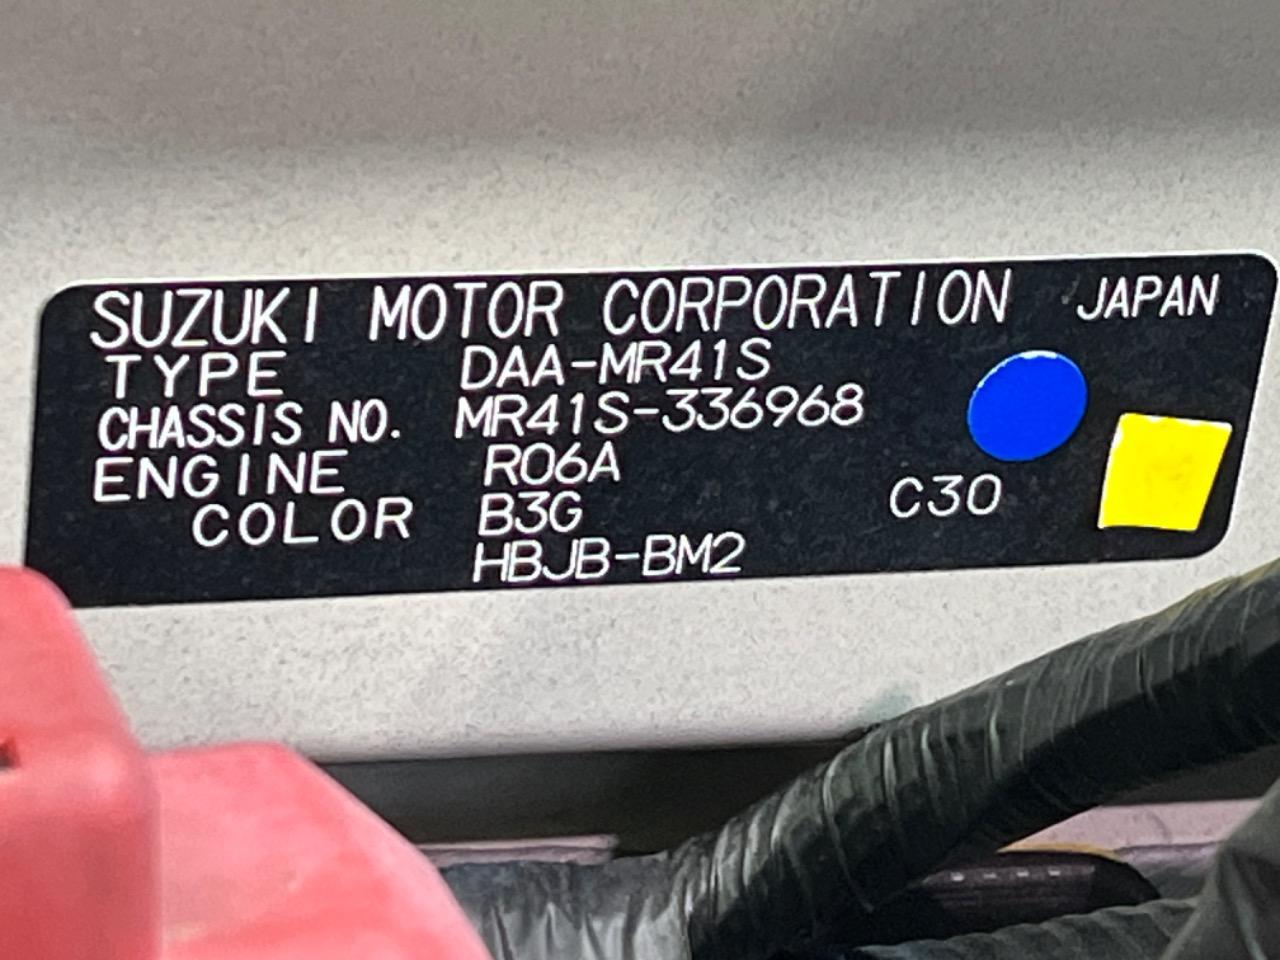 SUZUKI MOTOR CORPORATION JAPAN
TYPE DAA-MR41S
CHASSIS NO. MR41S-336968
ENGINE R06A
COLOR B3G C30
HBJB-BM2